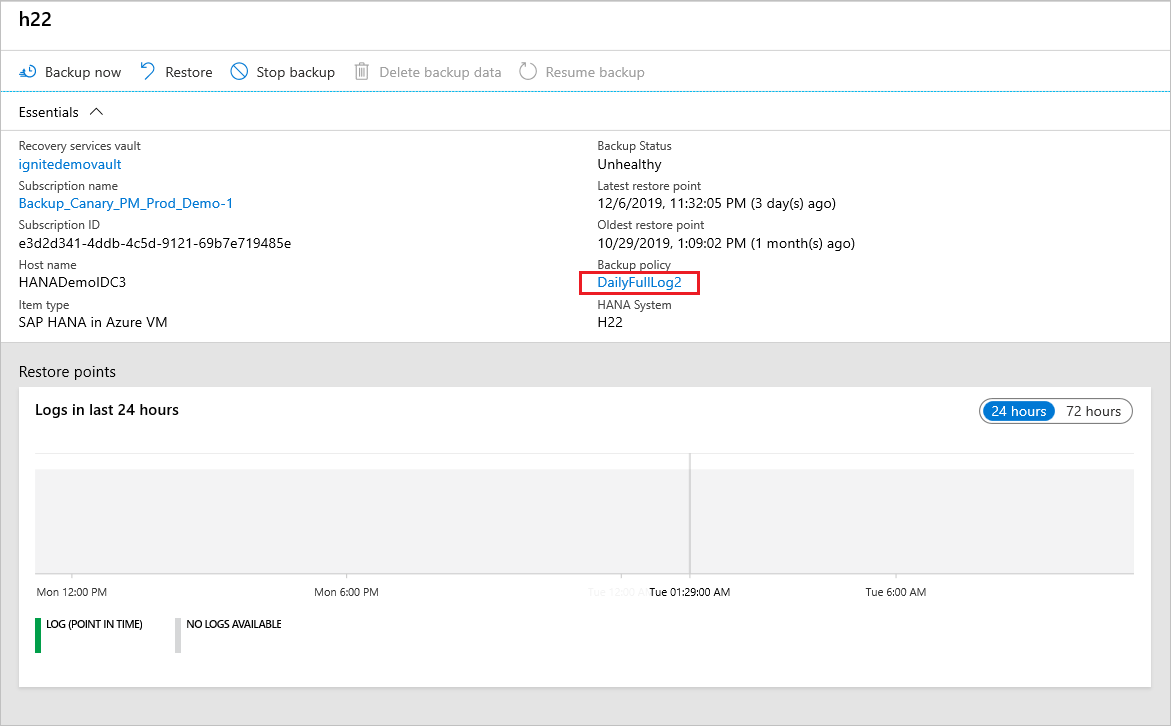 h22
Backup now Restore Stop backup Delete backup data Resume backup
Essentials
Recovery services vault
ignitedemovault
Subscription name
Backup_Canary_PM_Prod_Demo-1
Subscription ID
e3d2d341-4ddb-4c5d-9121-69b7e719485e
Host name
HANADemoIDC3
Item type
SAP HANA in Azure VM
Backup Status
Unhealthy
Latest restore point
12/6/2019, 11:32:05 PM (3 day(s) ago)
Oldest restore point
10/29/2019, 1:09:02 PM (1 month(s) ago)
Backup policy
DailyFullLog2
HANA System
H22
Restore points
Logs in last 24 hours
24 hours 72 hours
Mon 12:00 PM Mon 6:00 PM Tue 12:00 A Tue 01:29:00 AM Tue 6:00 AM
LOG (POINT IN TIME) NO LOGS AVAILABLE